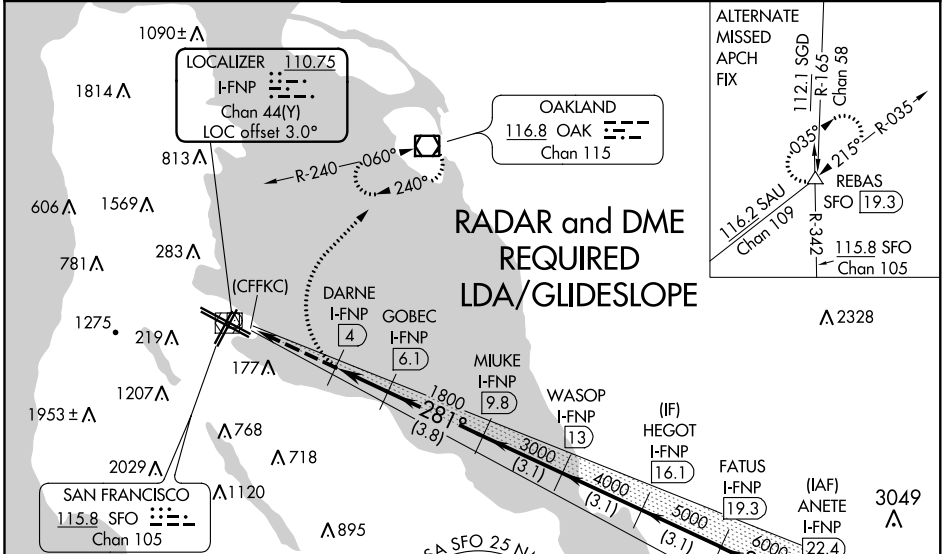 1090±
1814
LOCALIZER 110.75
I-FNP
Chan 44(Y)
LOC offset 3.0°
813
OAKLAND
116.8 OAK
Chan 115
R-240
060°
240°
606
1569
283
781
1275
219
177
1207
1953±
768
718
2029
1120
895
RADAR and DME
REQUIRED
LDA/GLIDESLOPE
(CFFKC)
DARNE
I-FNP
4
GOBEC
I-FNP
6.1
MIUKE
I-FNP
9.8
WASOP
I-FNP
13
(IF)
HEGOT
I-FNP
16.1
FATUS
I-FNP
19.3
(IAF)
ANETE
I-FNP
22.4
1800
281°
(3.8)
3000
(3.1)
4000
(3.1)
5000
(3.1)
6000
2328
3049
SAN FRANCISCO
115.8 SFO
Chan 105
SFO 25
ALTERNATE
MISSED
APCH
FIX
112.1 SGD
R-165
Chan 58
R-035
035°
215°
REBAS
SFO 19.3
116.2 SAU
Chan 109
R-342
115.8 SFO
Chan 105